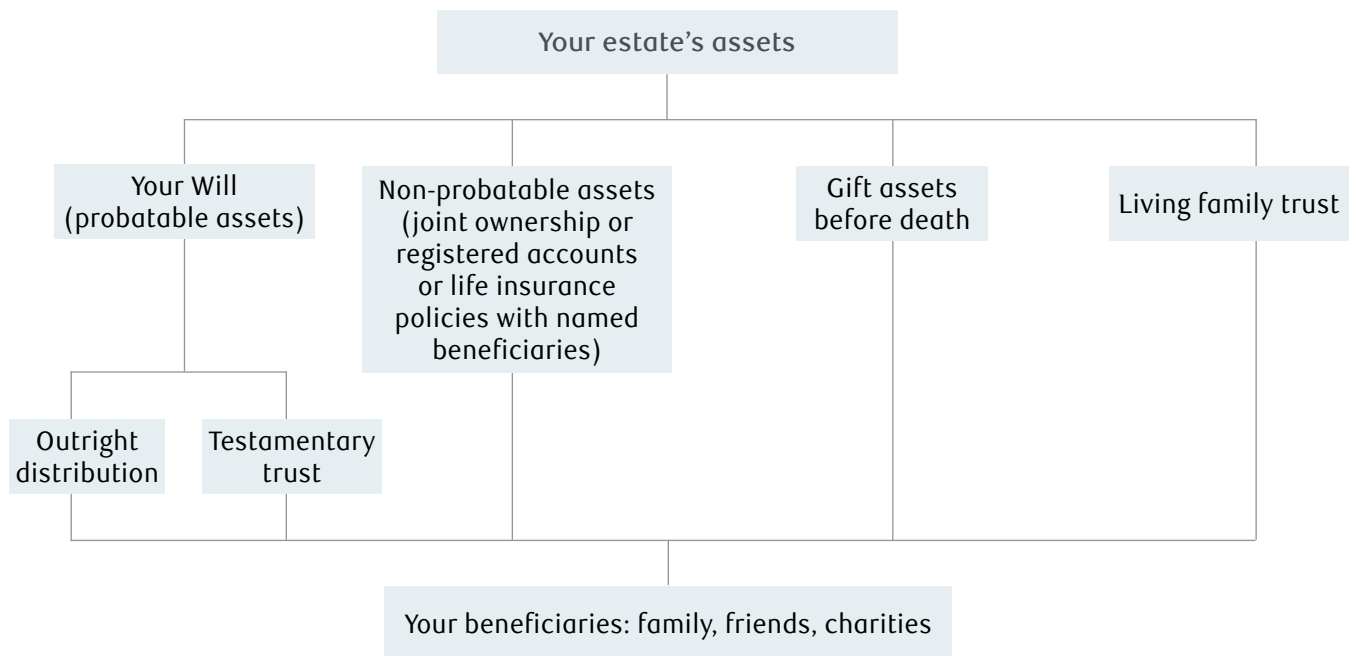 Your estate’s assets
Your Will
(probatable assets)
Non-probatable assets
(joint ownership or
registered accounts
or life insurance
policies with named
beneficiaries)
Gift assets
before death
Living family trust
Outright
distribution
Testamentary
trust
Your beneficiaries: family, friends, charities